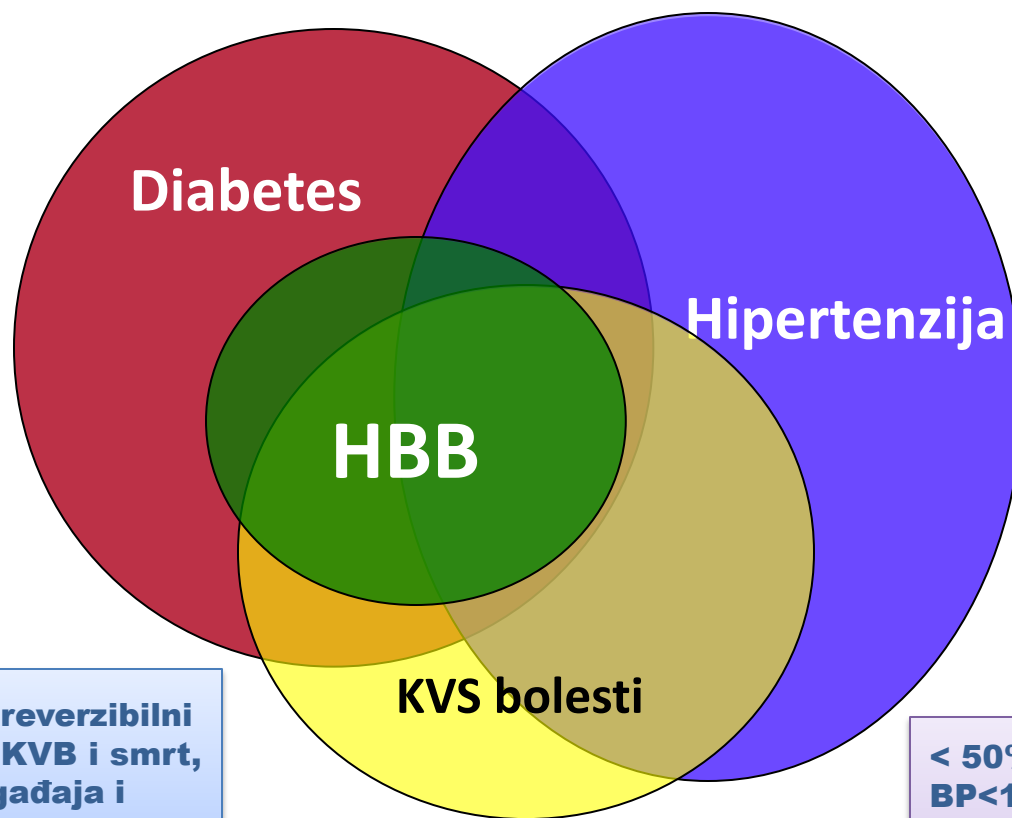 Diabetes
Hipertenzija
HBB
KVS bolesti
reverzibilni
KVB i smrt,
gađaja i
< 50%
BP<1